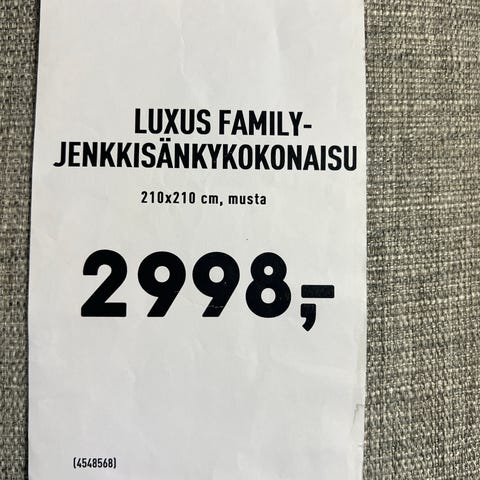 LUXUS FAMILY-
JENKKISÄNKYKOKONAISU
210x210 cm, musta
2998,-
(4548568)